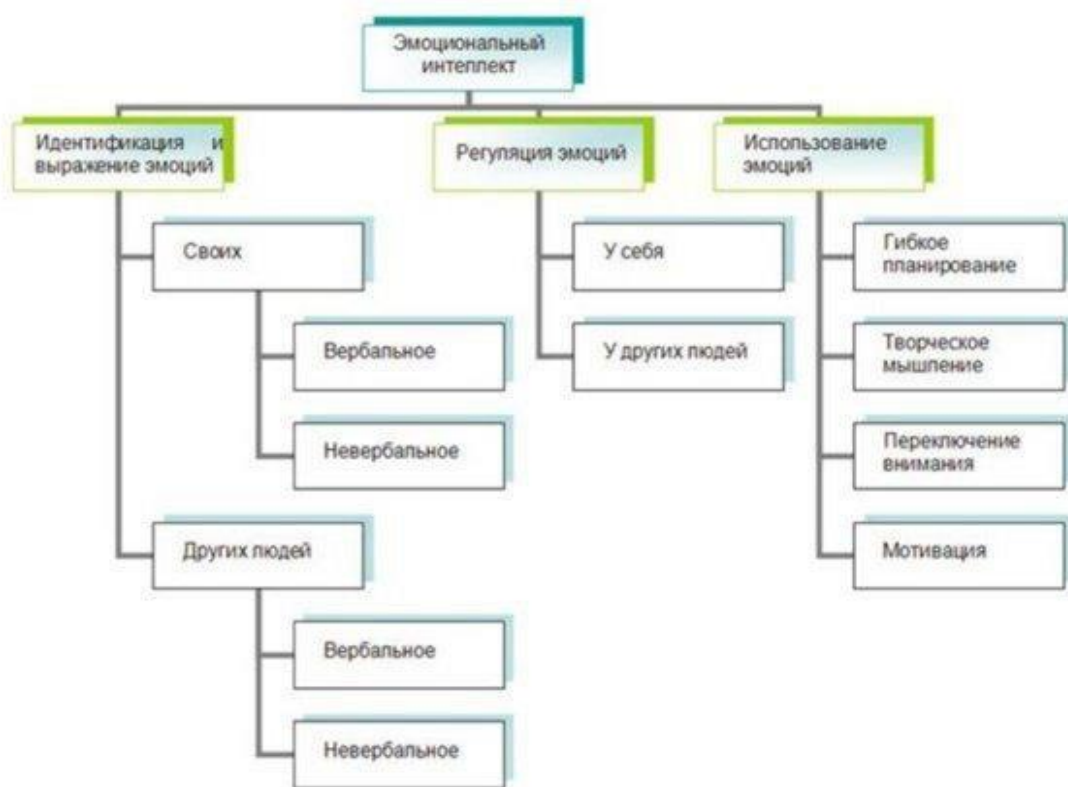 Эмоциональный
интеллект
Идентификация и
выражение эмоций
Регуляция эмоций
Использование
эмоций
Своих
Вербальное
Невербальное
Других людей
Вербальное
Невербальное
У себя
У других людей
Гибкое
планирование
Творческое
мышление
Переключение
внимания
Мотивация